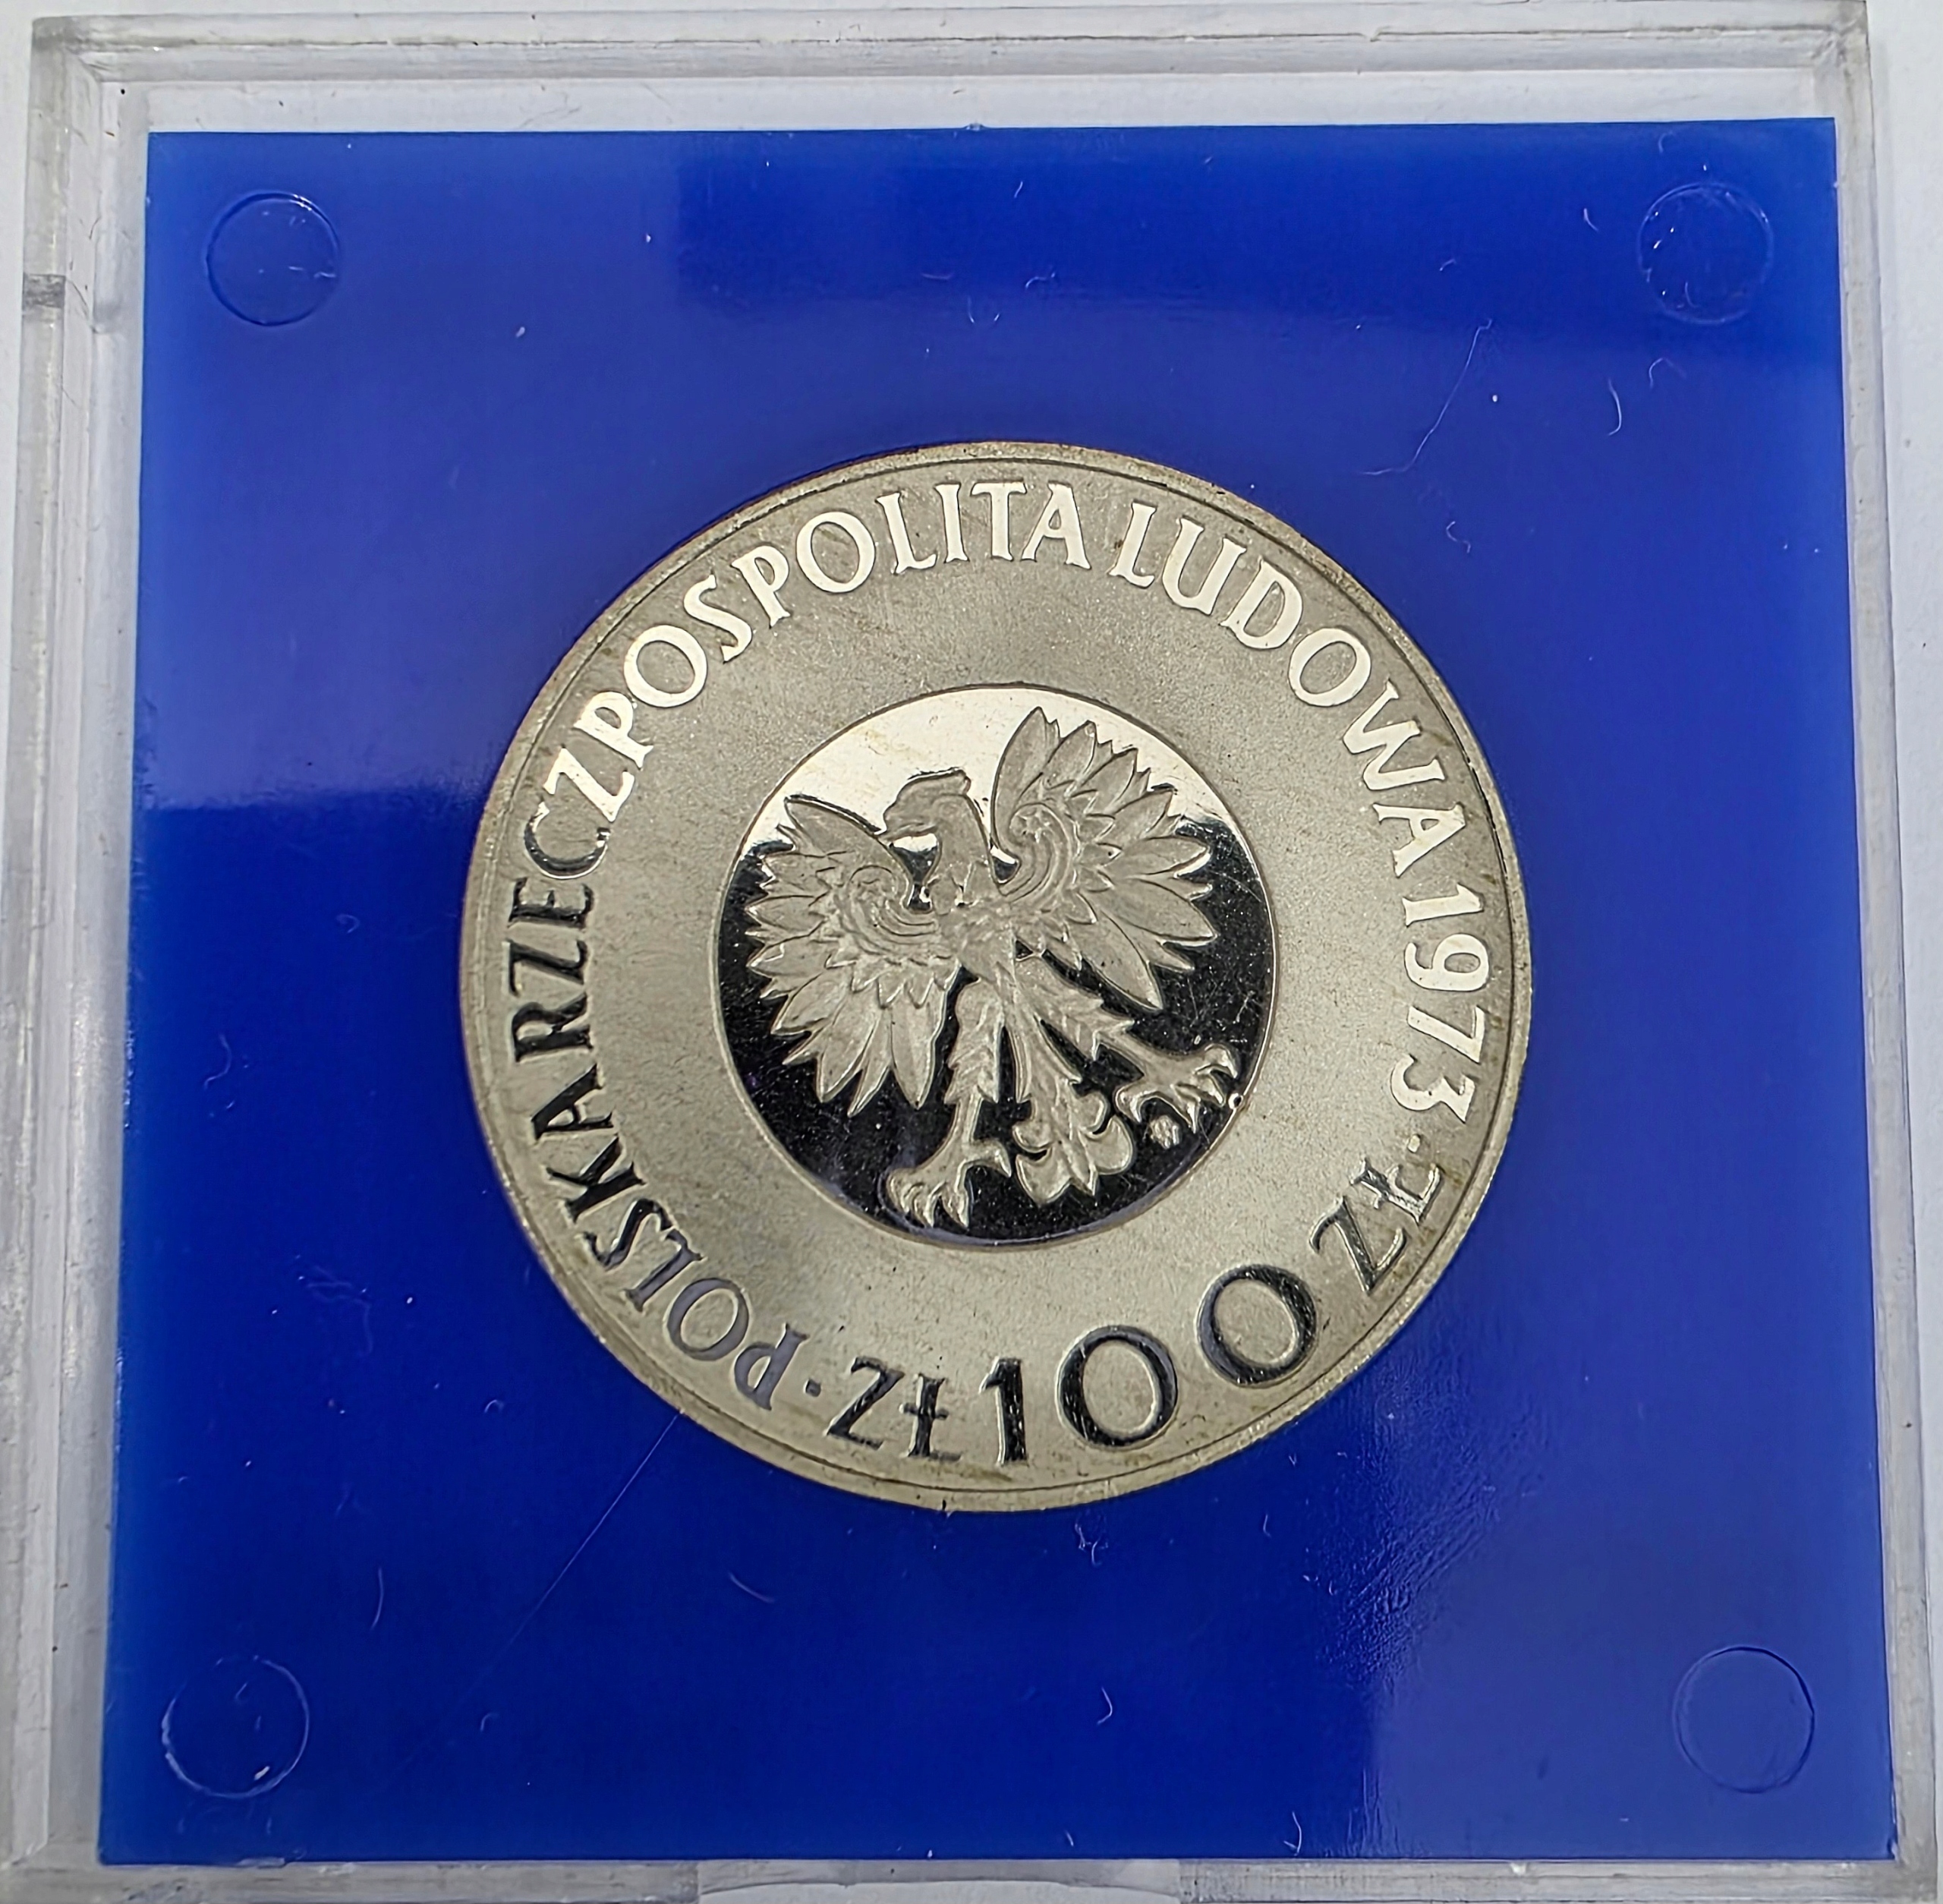 POLSKA RZECZPOSPOLITA LUDOWA 1973 ·
ZŁ 100 ZŁ ·